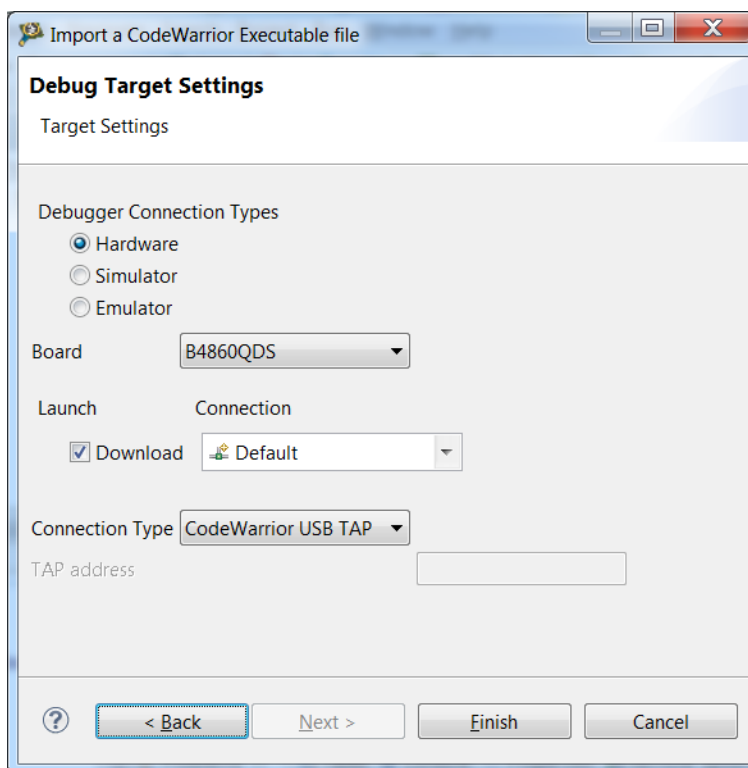 Import a CodeWarrior Executable file
Debug Target Settings
Target Settings
Debugger Connection Types
Hardware
Simulator
Emulator
Board B4860QDS
Launch Connection
Download Default
Connection Type CodeWarrior USB TAP
TAP address
? < Back Next > Finish Cancel